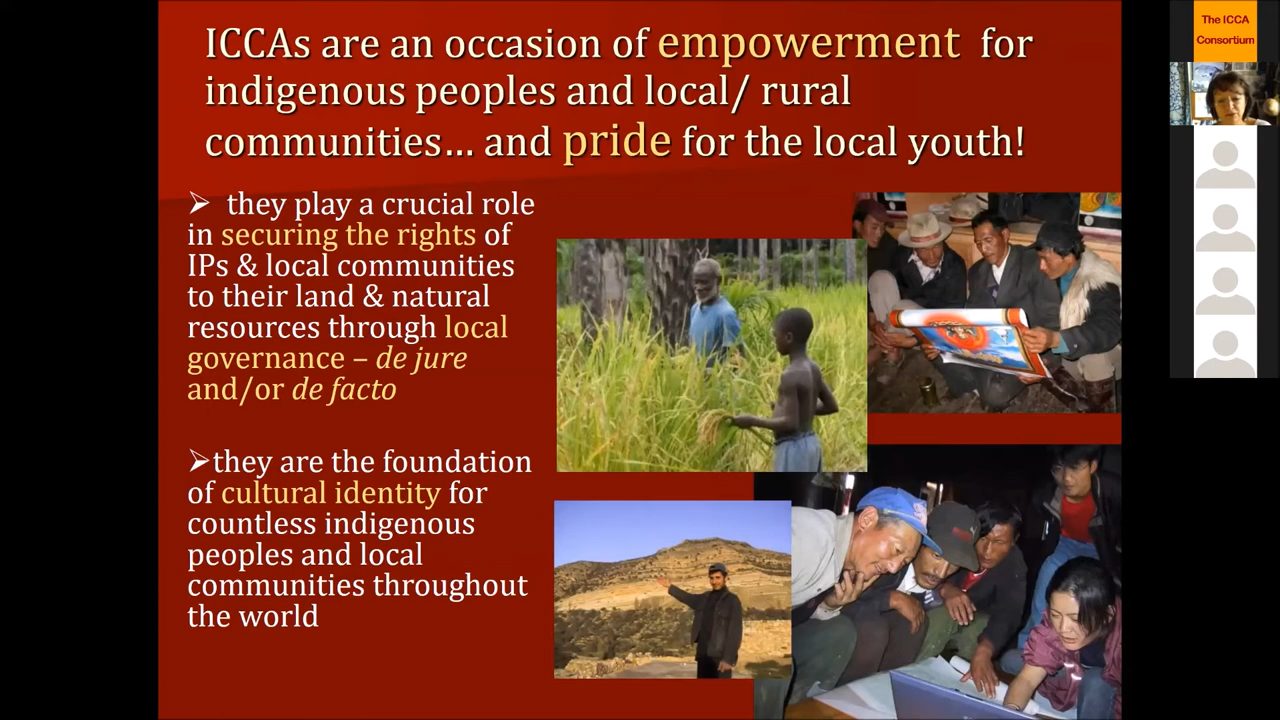 ICCAs are an occasion of empowerment for
indigenous peoples and local/ rural
communities… and pride for the local youth!
➢ they play a crucial role
in securing the rights of
IPs & local communities
to their land & natural
resources through local
governance – de jure
and/or de facto
➢they are the foundation
of cultural identity for
countless indigenous
peoples and local
communities throughout
the world
The ICCA
Consortium